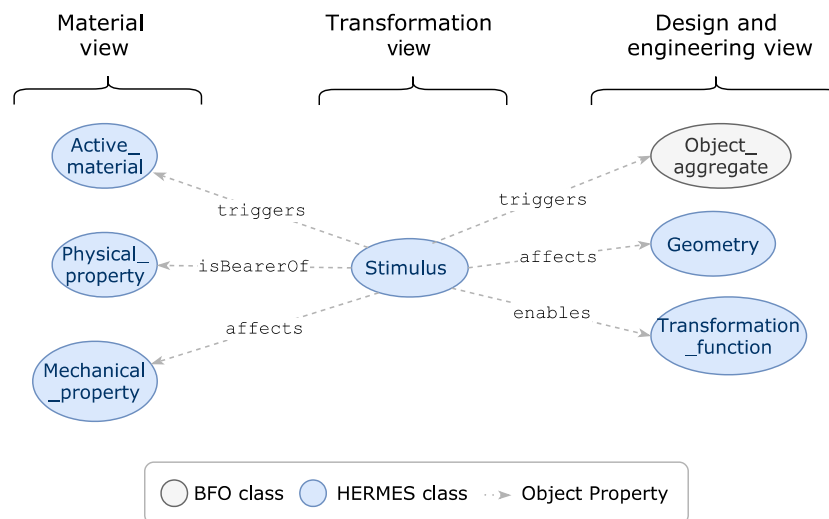 Material
view
Transformation
view
Design and
engineering view
Active_
material
Object_
aggregate
triggers
triggers
Physical_
property
isBearerOf
Stimulus
affects
Geometry
enables
affects
Transformation
_function
Mechanical
_property
BFO class
HERMES class
Object Property